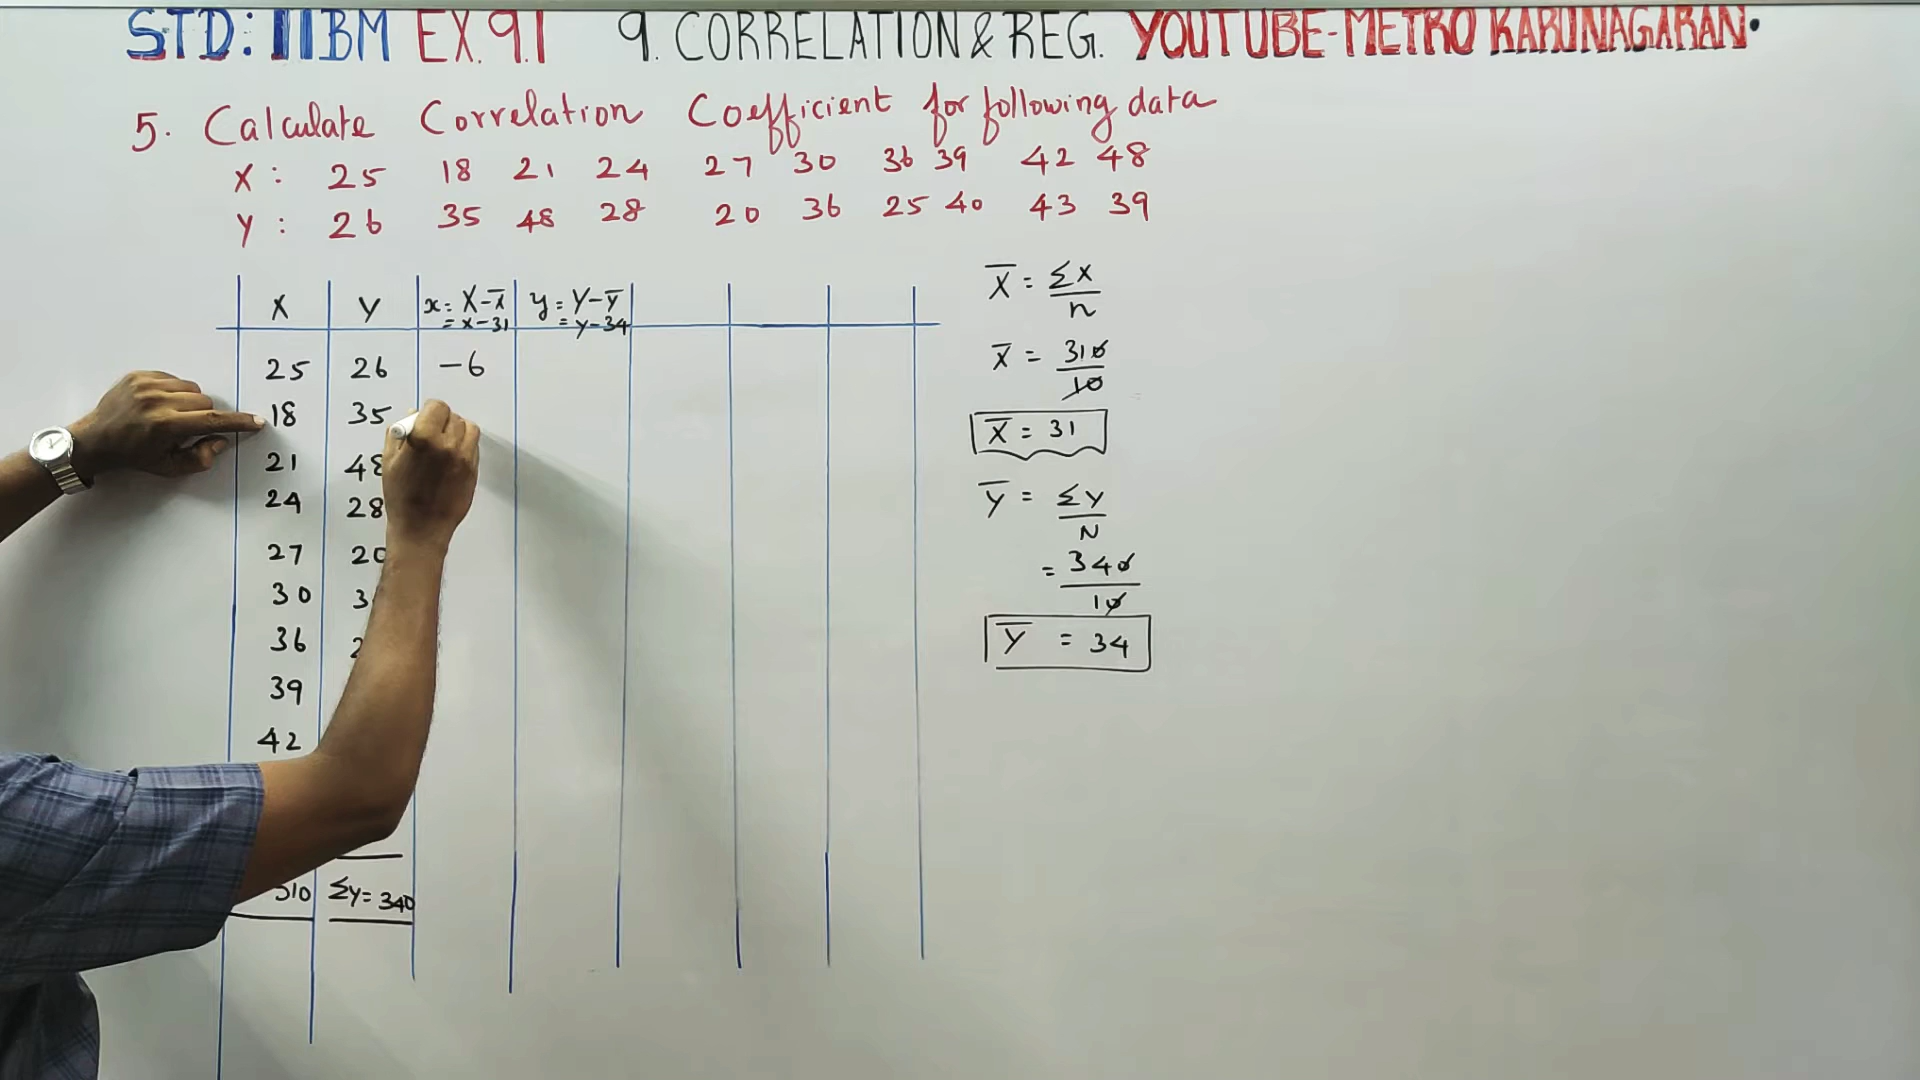 STD: 11BM EX.9.1 9. CORRELATION & REG. YOUTUBE-METRO KARUNAGARAN.
5. Calculate Correlation Coefficient for following data
X : 25 18 21 24 27 30 36 39 42 48
Y : 26 35 48 28 20 36 25 40 43 39
X Y x = X-X̅ y = Y-Y̅
= x-31 = y-34
25 26 -6
18 35
21 48
24 28
27 20
30 3
36 2
39
42
310 Σy = 340
X̅ = Σx/n
X̅ = 310/10
X̅ = 31
Y̅ = Σy/N
= 340/10
Y̅ = 34